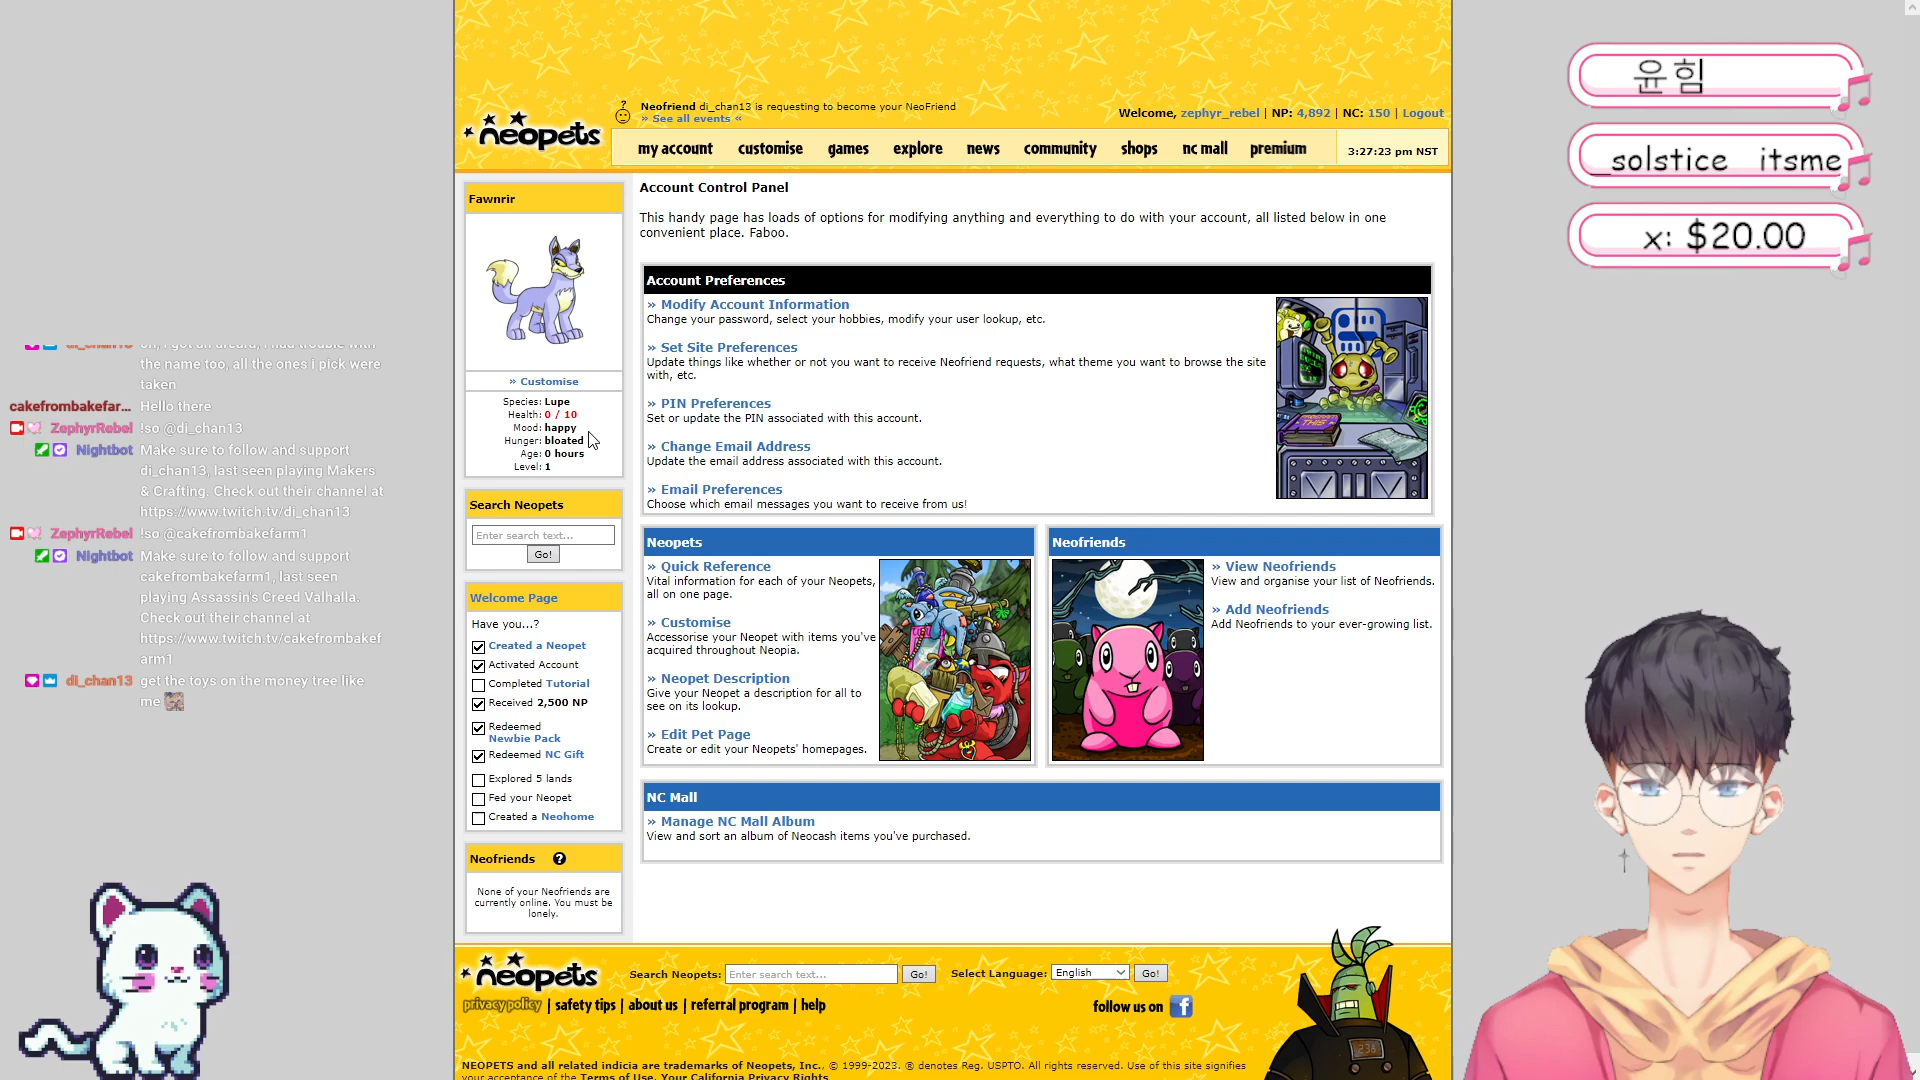 Neofriend di_chan13 is requesting to become your NeoFriend
» See all events «
Welcome, zephyr_rebel | NP: 4,892 | NC: 150 | Logout
neopets
my account customise games explore news community shops nc mall premium 3:27:23 pm NST
Fawnrir
» Customise
Species: Lupe
Health: 0 / 10
Mood: happy
Hunger: bloated
Age: 0 hours
Level: 1
Search Neopets
Enter search text...
Go!
Welcome Page
Have you...?
Created a Neopet
Activated Account
Completed Tutorial
Received 2,500 NP
Redeemed
Newbie Pack
Redeemed NC Gift
Explored 5 lands
Fed your Neopet
Created a Neohome
Neofriends ?
None of your Neofriends are
currently online. You must be
lonely.
Account Control Panel
This handy page has loads of options for modifying anything and everything to do with your account, all listed below in one
convenient place. Faboo.
Account Preferences
» Modify Account Information
Change your password, select your hobbies, modify your user lookup, etc.
» Set Site Preferences
Update things like whether or not you want to receive Neofriend requests, what theme you want to browse the site
with, etc.
» PIN Preferences
Set or update the PIN associated with this account.
» Change Email Address
Update the email address associated with this account.
» Email Preferences
Choose which email messages you want to receive from us!
Neopets
» Quick Reference
Vital information for each of your Neopets,
all on one page.
» Customise
Accessorise your Neopet with items you've
acquired throughout Neopia.
» Neopet Description
Give your Neopet a description for all to
see on its lookup.
» Edit Pet Page
Create or edit your Neopets' homepages.
Neofriends
» View Neofriends
View and organise your list of Neofriends.
» Add Neofriends
Add Neofriends to your ever-growing list.
NC Mall
» Manage NC Mall Album
View and sort an album of Neocash items you've purchased.
neopets
Search Neopets: Enter search text... Go! Select Language: English Go!
privacy policy | safety tips | about us | referral program | help
follow us on f
NEOPETS and all related indicia are trademarks of Neopets, Inc., © 1999-2023. ® denotes Reg. USPTO. All rights reserved. Use of this site signifies
your acceptance of the Terms of Use. Your California Privacy Rights
the name too, all the ones i pick were
taken
cakefrombakefar... Hello there
ZephyrRebel !so @di_chan13
Nightbot Make sure to follow and support
di_chan13, last seen playing Makers
& Crafting. Check out their channel at
https://www.twitch.tv/di_chan13
ZephyrRebel !so @cakefrombakefarm1
Nightbot Make sure to follow and support
cakefrombakefarm1, last seen
playing Assassin's Creed Valhalla.
Check out their channel at
https://www.twitch.tv/cakefrombakef
arm1
di_chan13 get the toys on the money tree like
me
윤힘
_solstice itsme
x: $20.00